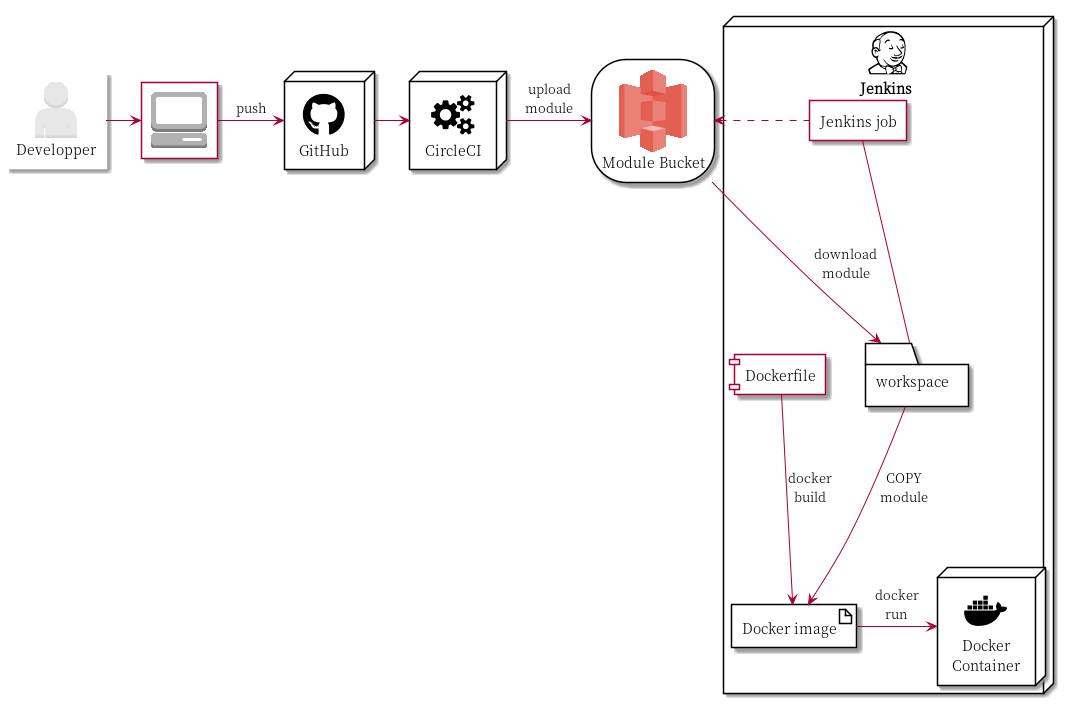 Developper
push
GitHub
CircleCI
upload
module
Module Bucket
Jenkins
Jenkins job
download
module
Dockerfile
workspace
docker
build
COPY
module
Docker image
docker
run
Docker
Container